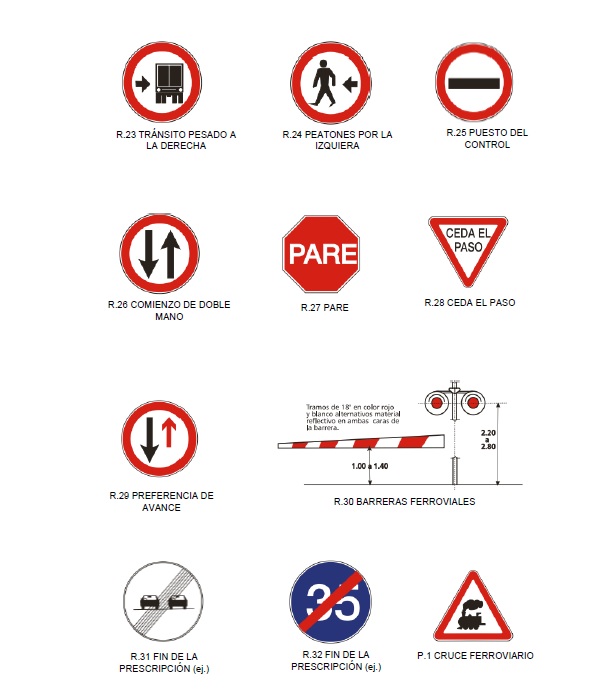 R.23 TRÁNSITO PESADO A
LA DERECHA
R.24 PEATONES POR LA
IZQUIERA
R.25 PUESTO DEL
CONTROL
PARE
CEDA EL
PASO
R.26 COMIENZO DE DOBLE
MANO
R.27 PARE
R.28 CEDA EL PASO
Tramos de 18" en color rojo
y blanco alternativos material
reflectivo en ambas caras de
la barrera.
2.20
a
2.80
1.00 a 1.40
R.29 PREFERENCIA DE
AVANCE
R.30 BARRERAS FERROVIALES
35
R.31 FIN DE LA
PRESCRIPCIÓN (ej.)
R.32 FIN DE LA
PRESCRIPCIÓN (ej.)
P.1 CRUCE FERROVIARIO